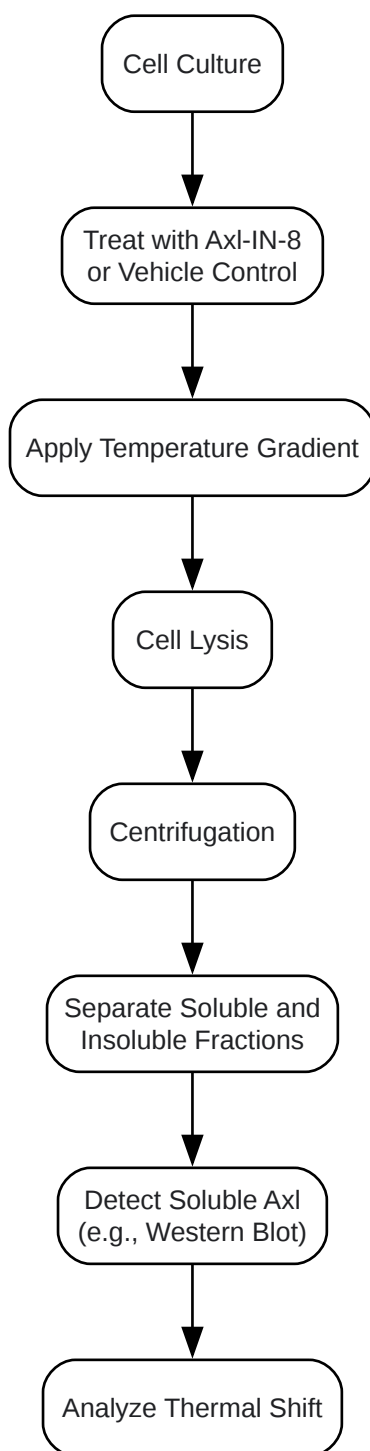 Cell Culture
Treat with Axl-IN-8
or Vehicle Control
Apply Temperature Gradient
Cell Lysis
Centrifugation
Separate Soluble and
Insoluble Fractions
Detect Soluble Axl
(e.g., Western Blot)
Analyze Thermal Shift